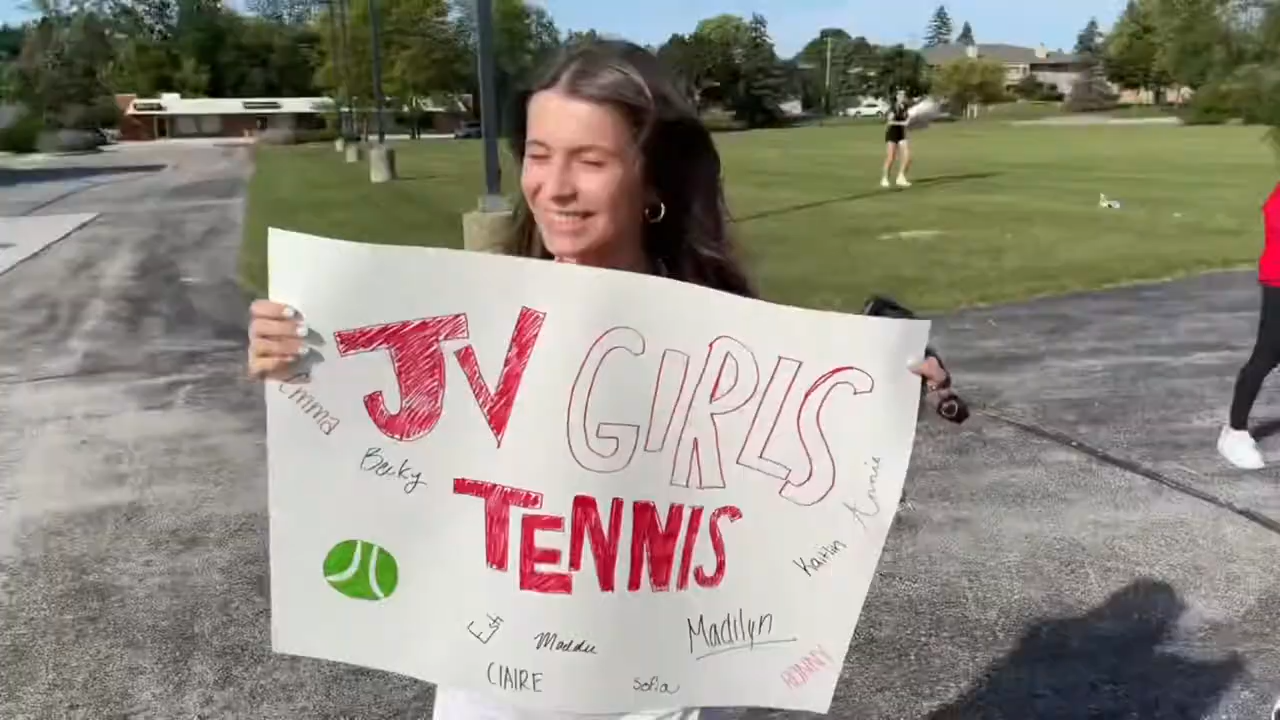 JV GIRLS
TENNIS
Emma
Becky
Annie
Kaitlin
Madilyn
Maddie
CLAIRE
Sofia